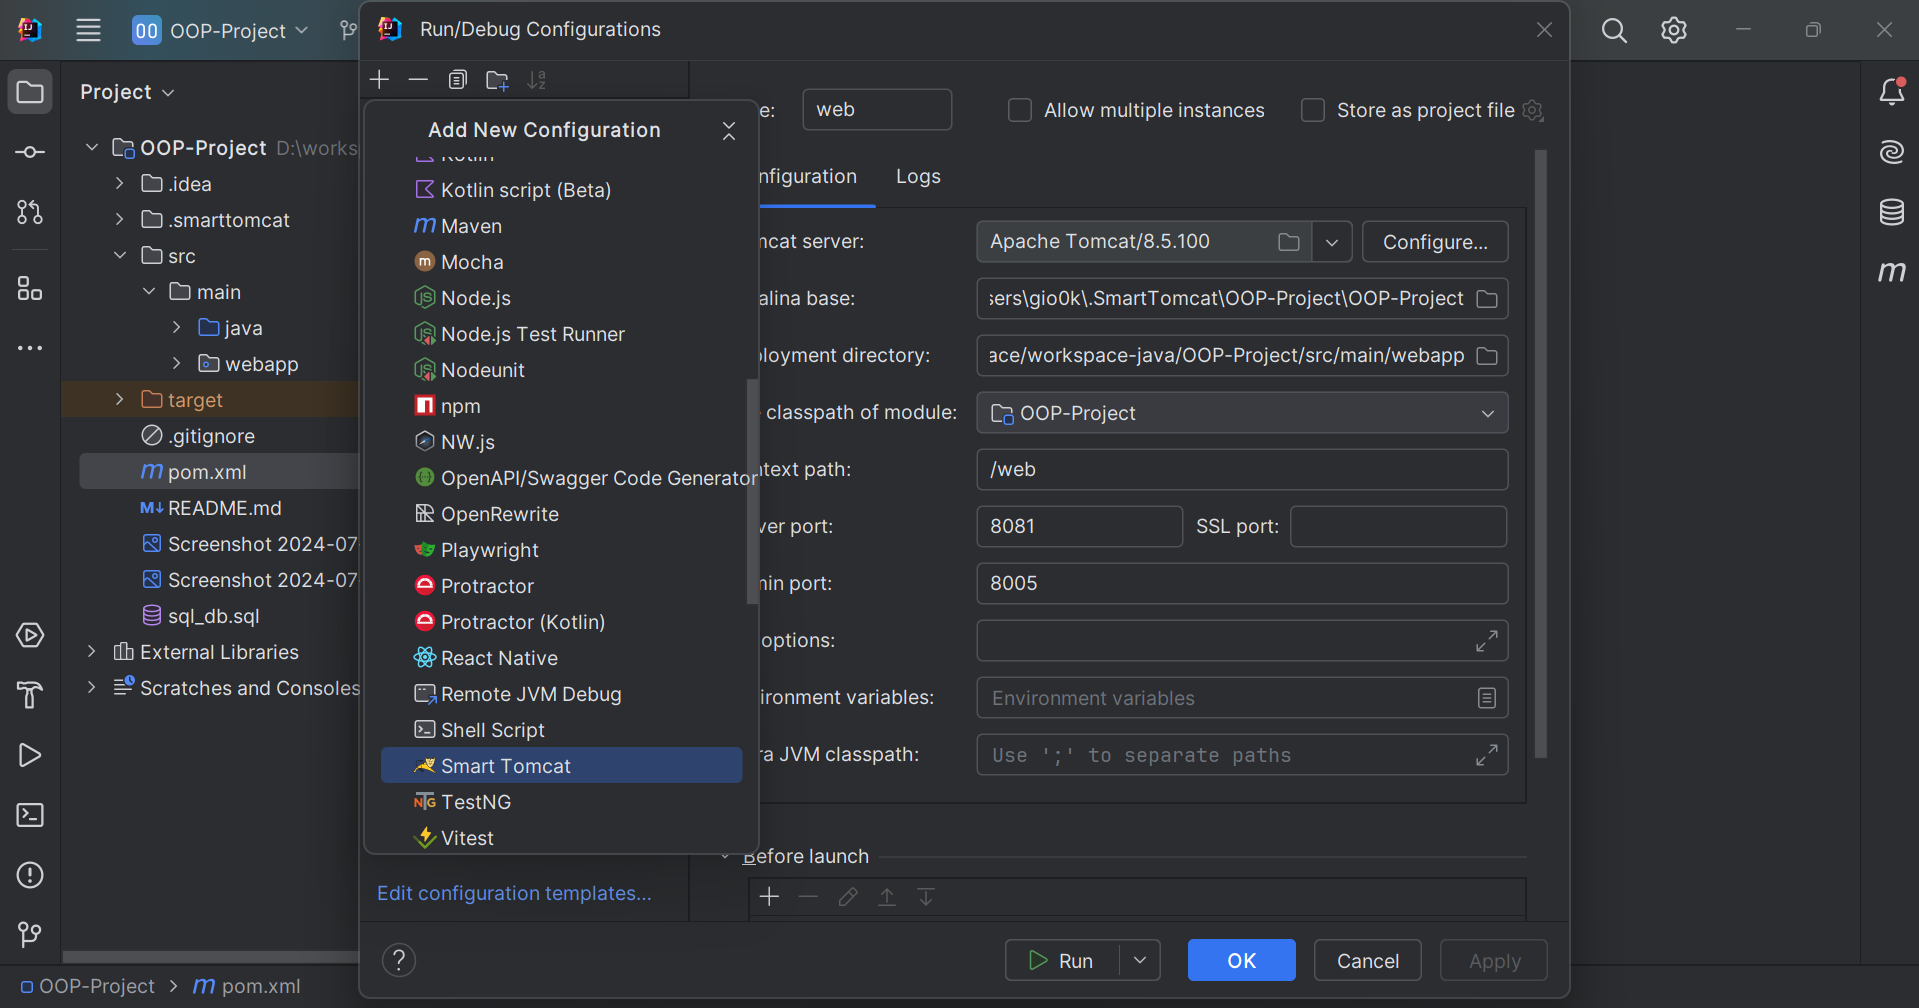 OO OOP-Project
Run/Debug Configurations
Project
OOP-Project D:\works
.idea
.smarttomcat
src
main
java
webapp
target
.gitignore
pom.xml
README.md
Screenshot 2024-07
Screenshot 2024-07
sql_db.sql
External Libraries
Scratches and Consoles
Add New Configuration
Kotlin
Kotlin script (Beta)
Maven
Mocha
Node.js
Node.js Test Runner
Nodeunit
npm
NW.js
OpenAPI/Swagger Code Generator
OpenRewrite
Playwright
Protractor
Protractor (Kotlin)
React Native
Remote JVM Debug
Shell Script
Smart Tomcat
TestNG
Vitest
Edit configuration templates...
e: web Allow multiple instances Store as project file
nfiguration Logs
mcat server: Apache Tomcat/8.5.100 Configure...
alina base: sers\gio0k\.SmartTomcat\OOP-Project\OOP-Project
loyment directory: ace/workspace-java/OOP-Project/src/main/webapp
classpath of module: OOP-Project
text path: /web
ver port: 8081 SSL port:
min port: 8005
options:
ironment variables: Environment variables
ra JVM classpath: Use ';' to separate paths
Before launch
? Run OK Cancel Apply
OOP-Project > m pom.xml